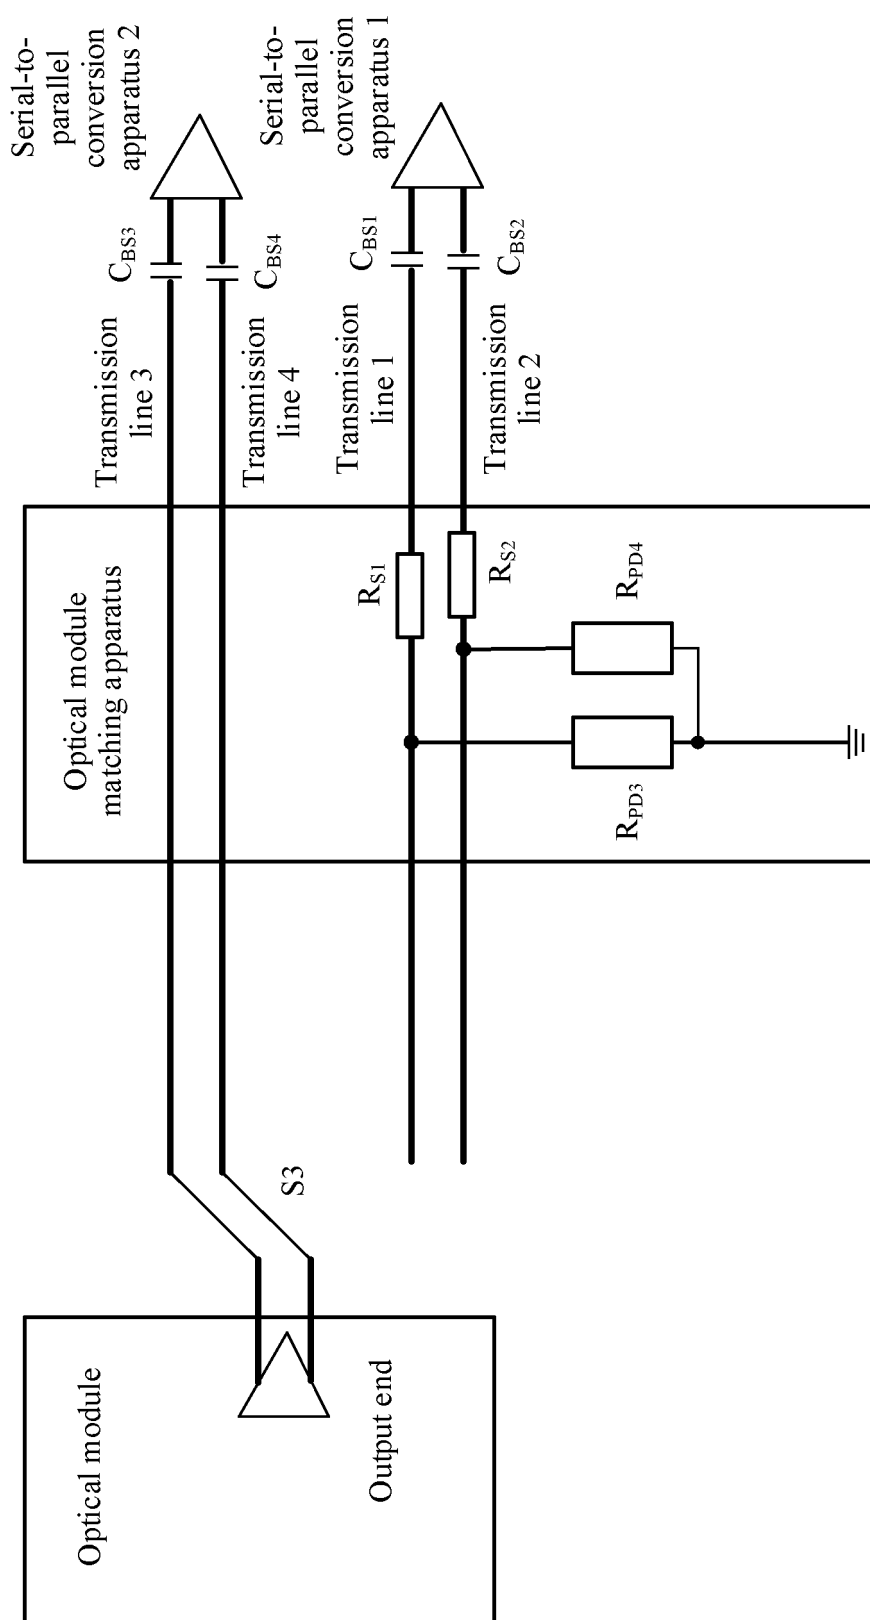 Optical module
Output end
S3
Optical module
matching apparatus
R_PD3
R_PD4
R_S1
R_S2
Transmission
line 3
Transmission
line 4
Transmission
line 1
Transmission
line 2
C_BS3
C_BS4
C_BS1
C_BS2
Serial-to-
parallel
conversion
apparatus 2
Serial-to-
parallel
conversion
apparatus 1